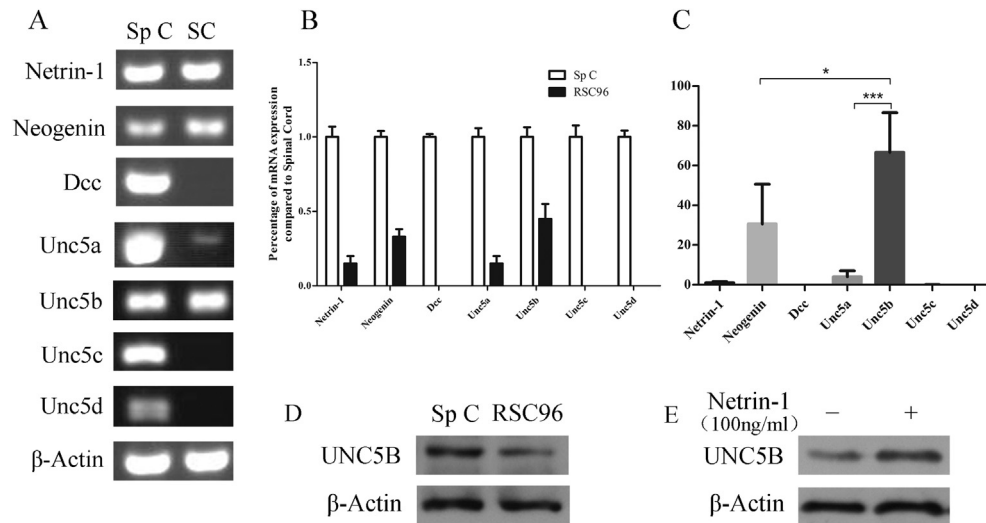 A
Sp C SC
Netrin-1
Neogenin
Dcc
Unc5a
Unc5b
Unc5c
Unc5d
β-Actin
B
Percentage of mRNA expression
compared to Spinal Cord
1.5
1.0
0.5
0.0
Sp C
RSC96
Netrin-1 Neogenin Dcc Unc5a Unc5b Unc5c Unc5d
C
100
80
60
40
20
0
*
***
Netrin-1 Neogenin Dcc Unc5a Unc5b Unc5c Unc5d
D
Sp C RSC96
UNC5B
β-Actin
E
Netrin-1 − +
(100ng/ml)
UNC5B
β-Actin